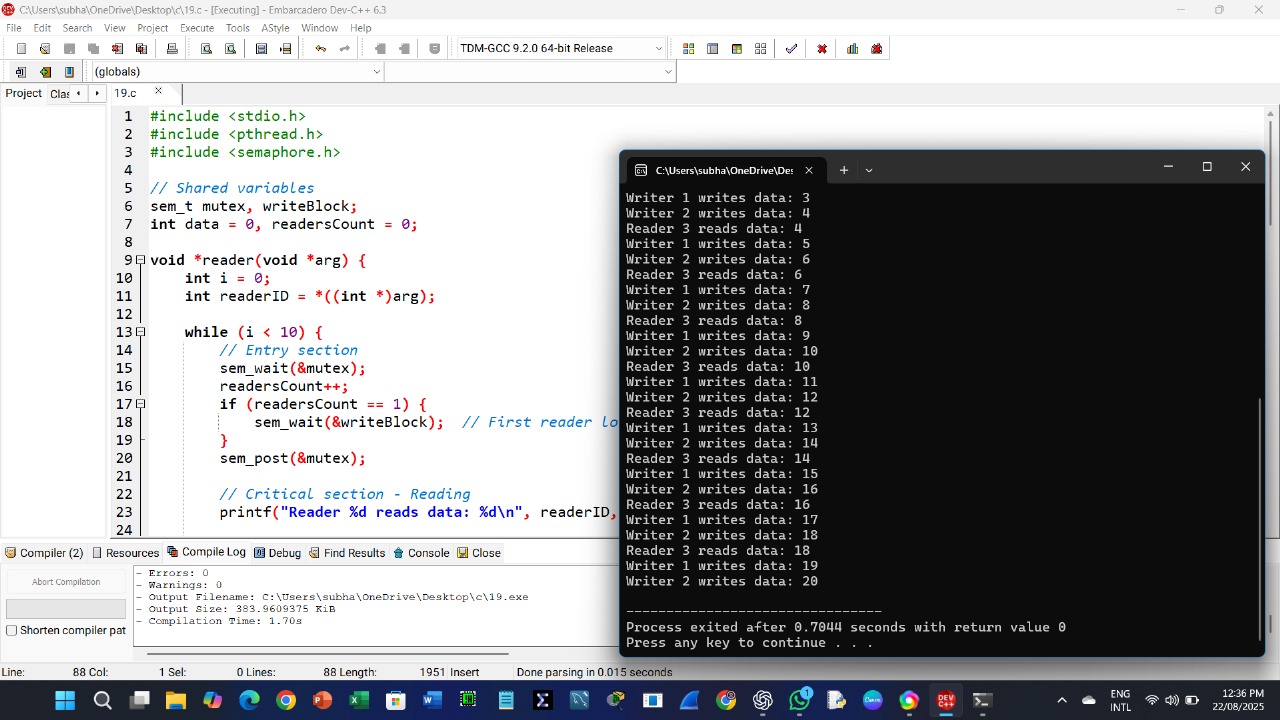 C:\Users\subha\OneDrive\Desktop\c\19.c - [Executing] - Embarcadero Dev-C++ 6.3
File Edit Search View Project Execute Tools AStyle Window Help
TDM-GCC 9.2.0 64-bit Release
(globals)
Project Clas 19.c
1 #include <stdio.h>
2 #include <pthread.h>
3 #include <semaphore.h>
4
5 // Shared variables
6 sem_t mutex, writeBlock;
7 int data = 0, readersCount = 0;
8
9 void *reader(void *arg) {
10 int i = 0;
11 int readerID = *((int *)arg);
12
13 while (i < 10) {
14 // Entry section
15 sem_wait(&mutex);
16 readersCount++;
17 if (readersCount == 1) {
18 sem_wait(&writeBlock); // First reader lo
19 }
20 sem_post(&mutex);
21
22 // Critical section - Reading
23 printf("Reader %d reads data: %d\n", readerID,
24
C:\Users\subha\OneDrive\Des
Writer 1 writes data: 3
Writer 2 writes data: 4
Reader 3 reads data: 4
Writer 1 writes data: 5
Writer 2 writes data: 6
Reader 3 reads data: 6
Writer 1 writes data: 7
Writer 2 writes data: 8
Reader 3 reads data: 8
Writer 1 writes data: 9
Writer 2 writes data: 10
Reader 3 reads data: 10
Writer 1 writes data: 11
Writer 2 writes data: 12
Reader 3 reads data: 12
Writer 1 writes data: 13
Writer 2 writes data: 14
Reader 3 reads data: 14
Writer 1 writes data: 15
Writer 2 writes data: 16
Reader 3 reads data: 16
Writer 1 writes data: 17
Writer 2 writes data: 18
Reader 3 reads data: 18
Writer 1 writes data: 19
Writer 2 writes data: 20
--------------------------------
Process exited after 0.7044 seconds with return value 0
Press any key to continue . . .
Compiler (2) Resources Compile Log Debug Find Results Console Close
Abort Compilation
Shorten compiler pat
- Errors: 0
- Warnings: 0
- Output Filename: C:\Users\subha\OneDrive\Desktop\c\19.exe
- Output Size: 383.9609375 KiB
- Compilation Time: 1.70s
Line: 88 Col: 1 Sel: 0 Lines: 88 Length: 1951 Insert Done parsing in 0.015 seconds
ENG
INTL
12:36 PM
22/08/2025